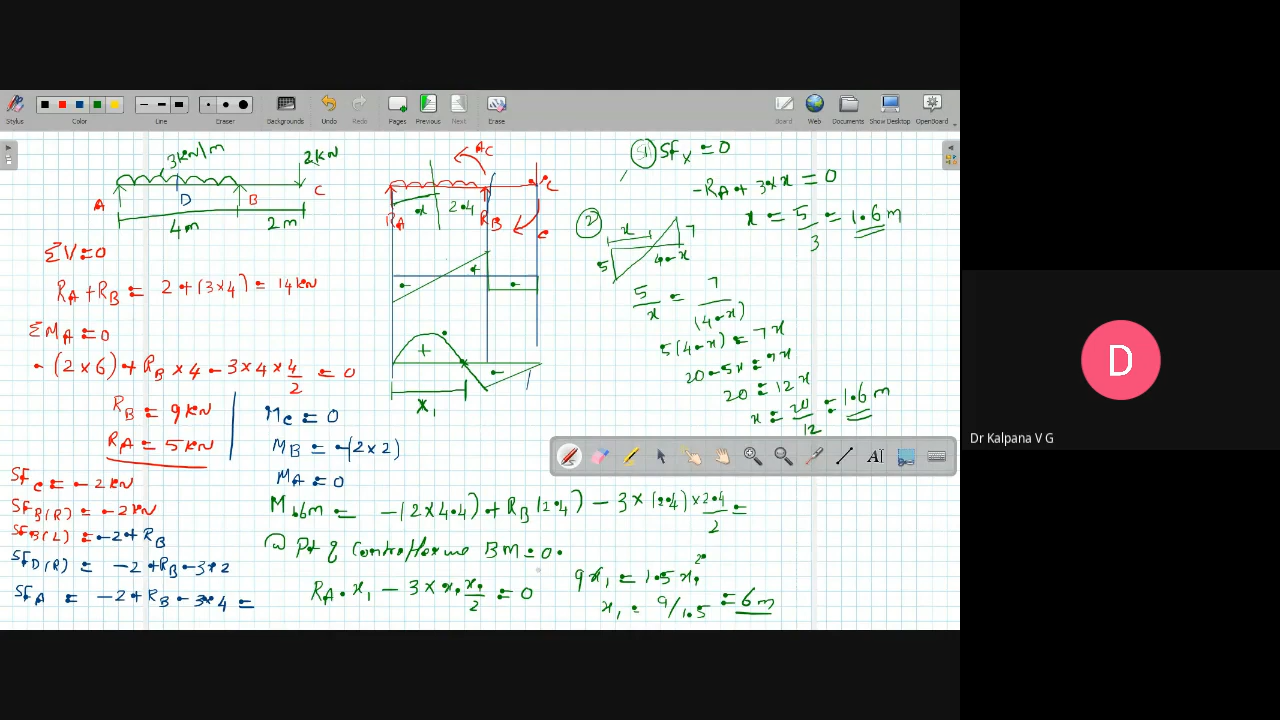 Stylus
Color
Line
Eraser
Backgrounds
Undo
Redo
Pages
Previous
Next
Erase
Board
Web
Documents
Show Desktop
OpenBoard
3KN/m
2KN
A
D
B
C
4m
2m
ΣV=0
RA+RB = 2+(3×4) = 14KN
ΣMA=0
-(2×6)+RB×4-3×4×4/2 = 0
RB = 9KN
RA = 5KN
SFC = -2KN
SFB(R) = -2KN
SFB(L) = -2+RB
SFD(R) = -2+RB-3×2
SFA = -2+RB-3×4 =
MC = 0
MB = -(2×2)
MA = 0
M1.6m = -(2×4.4)+RB(2.4) - 3×(2.4)×2.4/2 =
@ Pt of Contraflexure BM=0.
RA.x1 - 3×x1.x1/2 = 0
9x1 = 1.5x1²
x1 = 9/1.5 = 6m
AC
C
x
2.4
RA
RB
C
-
+
-
+
-
x1
① SFx = 0
-RA+3×x = 0
x = 5/3 = 1.6m
②
x
7
5
4-x
5/x = 7/(4-x)
5(4-x) = 7x
20-5x=7x
20 = 12x
x = 20/12 = 1.6m
D
Dr Kalpana V G